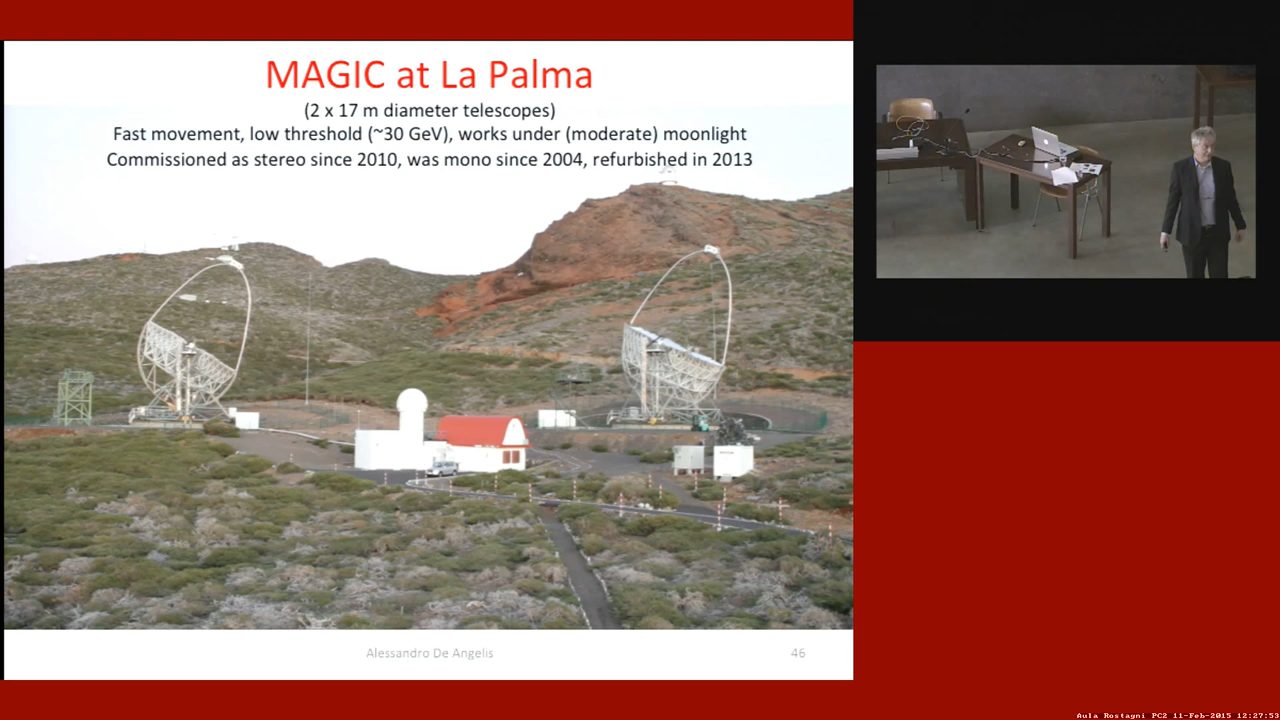 MAGIC at La Palma
(2 x 17 m diameter telescopes)
Fast movement, low threshold (~30 GeV), works under (moderate) moonlight
Commissioned as stereo since 2010, was mono since 2004, refurbished in 2013
Alessandro De Angelis
46
Aula Rostagni PC2 11-Feb-2015 12:27:53